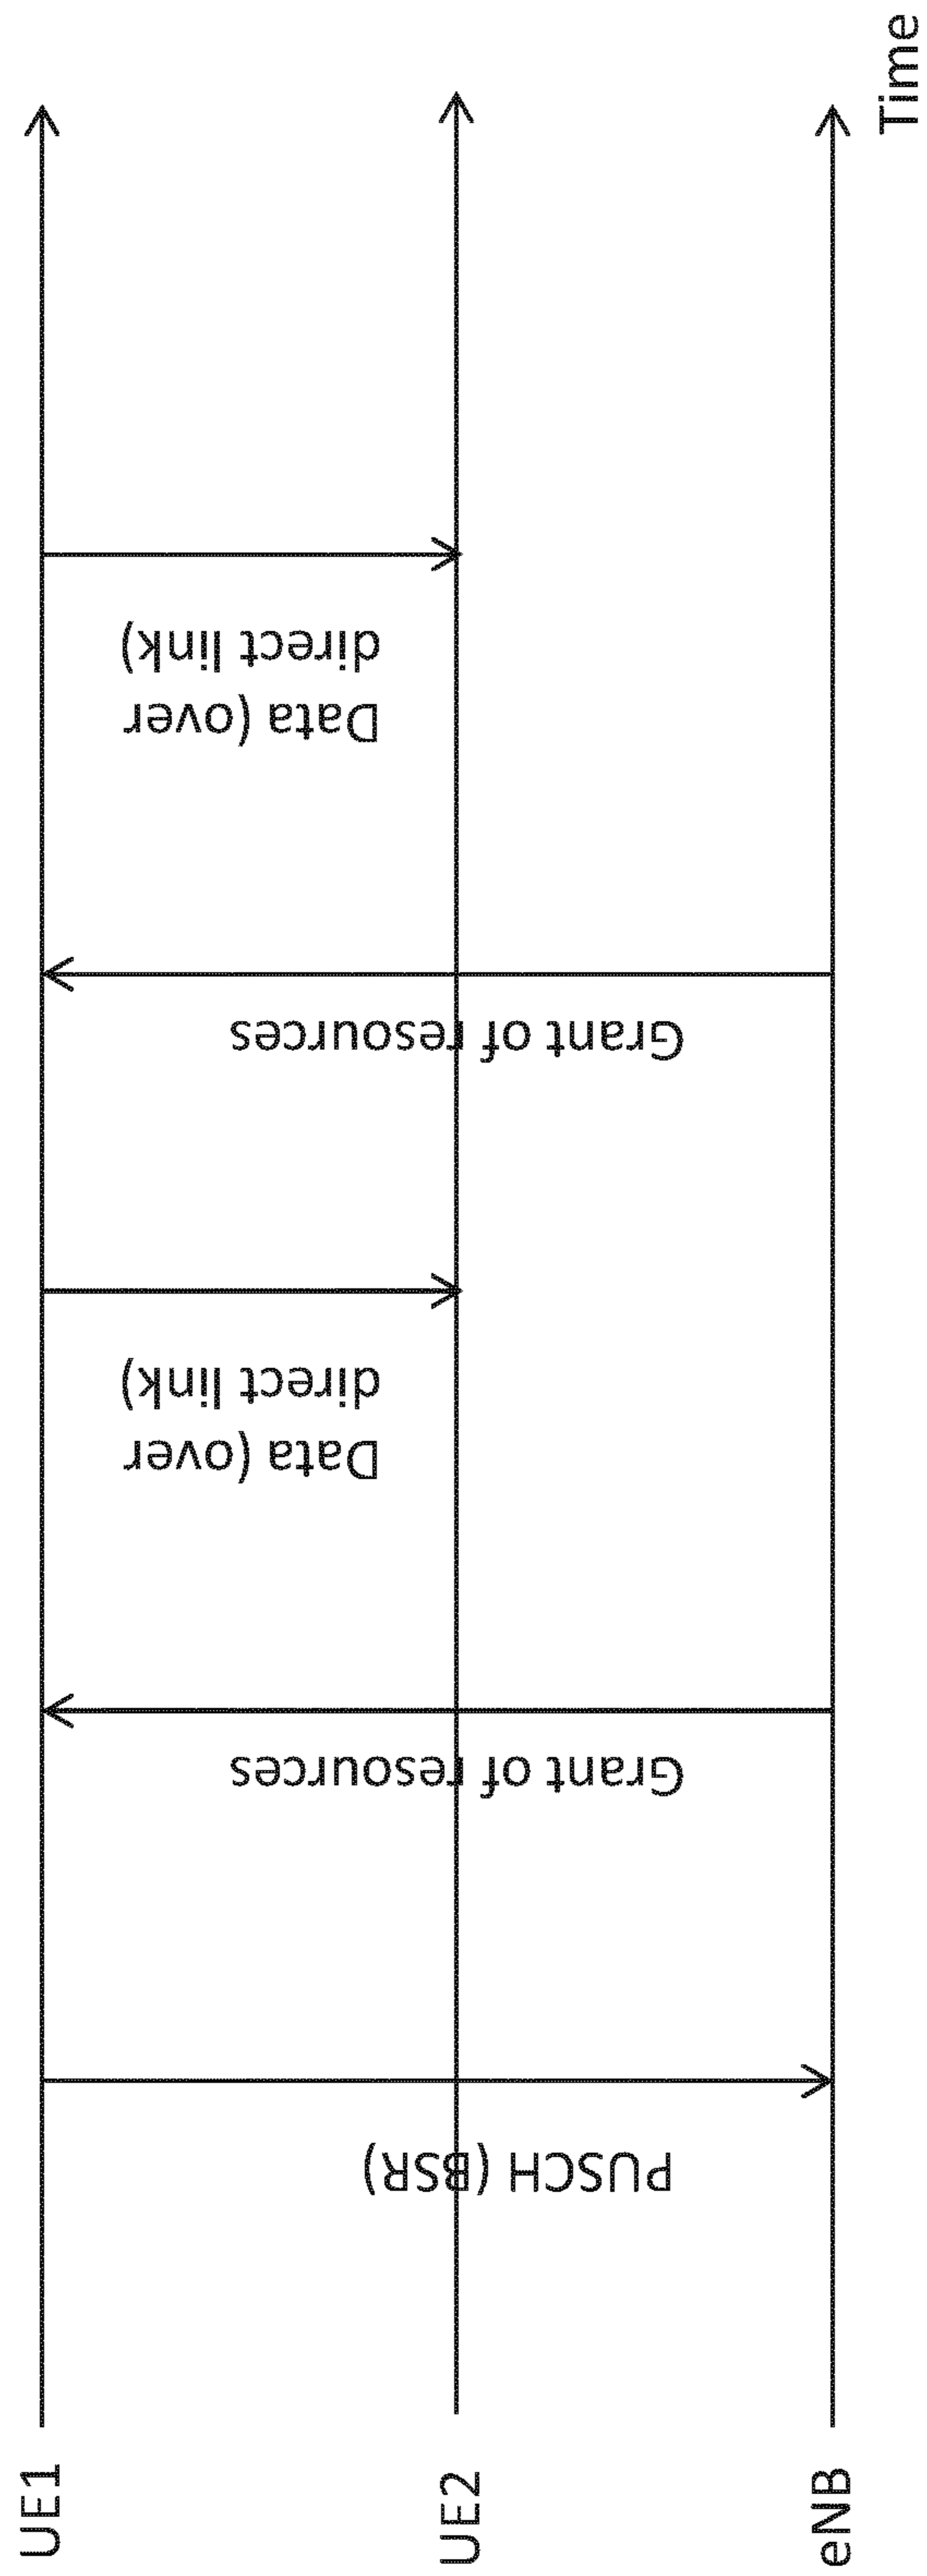 UE1
UE2
eNB
PUSCH (BSR)
Grant of resources
Data (over
direct link)
Grant of resources
Data (over
direct link)
Time